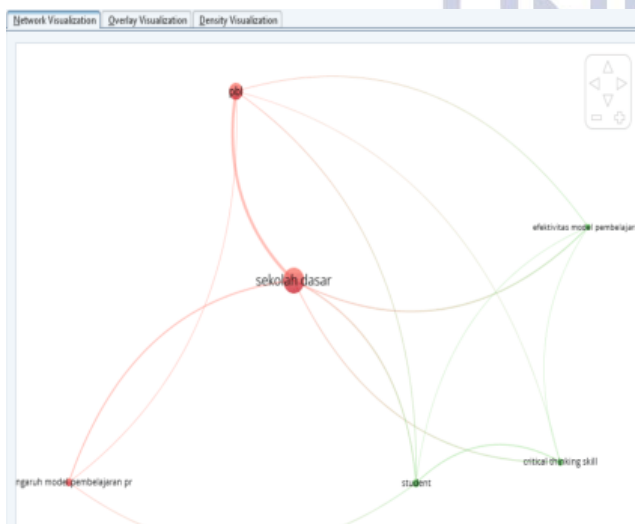 Network Visualization Overlay Visualization Density Visualization
pbl
efektivitas model pembelajar
sekolah dasar
critical thinking skill
ngaruh model pembelajaran pr
student